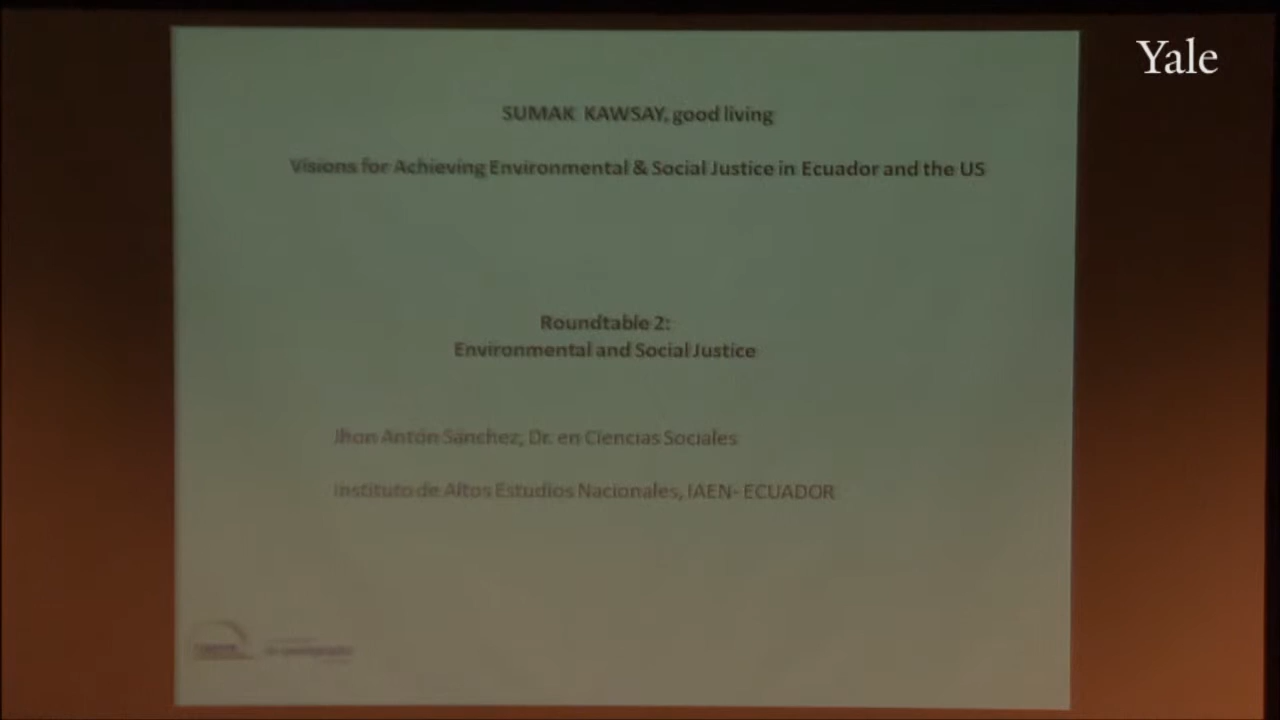 Yale
SUMAK KAWSAY, good living
Visions for Achieving Environmental & Social Justice in Ecuador and the US
Roundtable 2:
Environmental and Social Justice
Jhon Antón Sánchez, Dr. en Ciencias Sociales
Instituto de Altos Estudios Nacionales, IAEN- ECUADOR